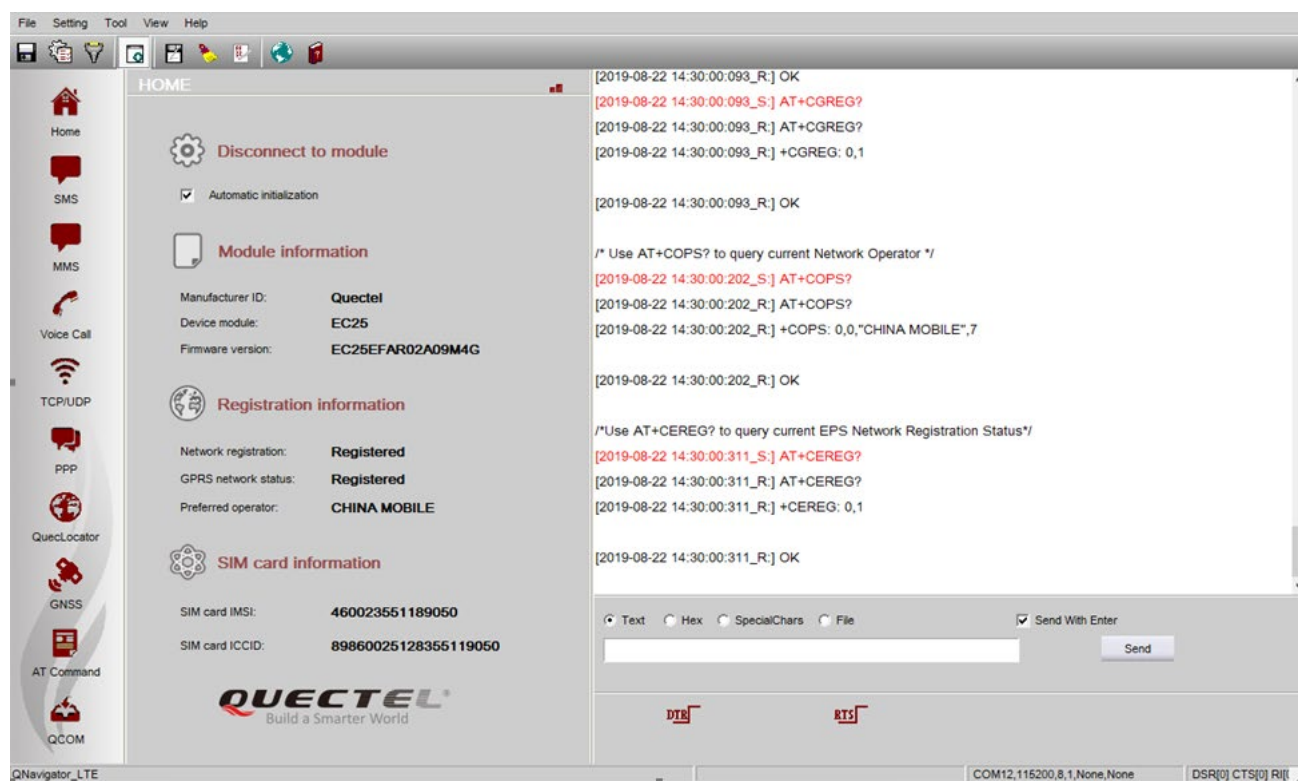 File Setting Tool View Help
Home
SMS
MMS
Voice Call
TCP/UDP
PPP
QuecLocator
GNSS
AT Command
QCOM
HOME
Disconnect to module
Automatic initialization
Module information
Manufacturer ID: Quectel
Device module: EC25
Firmware version: EC25EFAR02A09M4G
Registration information
Network registration: Registered
GPRS network status: Registered
Preferred operator: CHINA MOBILE
SIM card information
SIM card IMSI: 460023551189050
SIM card ICCID: 89860025128355119050
QUECTEL
Build a Smarter World
[2019-08-22 14:30:00:093_R:] OK
[2019-08-22 14:30:00:093_S:] AT+CGREG?
[2019-08-22 14:30:00:093_R:] AT+CGREG?
[2019-08-22 14:30:00:093_R:] +CGREG: 0,1
[2019-08-22 14:30:00:093_R:] OK
/* Use AT+COPS? to query current Network Operator */
[2019-08-22 14:30:00:202_S:] AT+COPS?
[2019-08-22 14:30:00:202_R:] AT+COPS?
[2019-08-22 14:30:00:202_R:] +COPS: 0,0,"CHINA MOBILE",7
[2019-08-22 14:30:00:202_R:] OK
/*Use AT+CEREG? to query current EPS Network Registration Status*/
[2019-08-22 14:30:00:311_S:] AT+CEREG?
[2019-08-22 14:30:00:311_R:] AT+CEREG?
[2019-08-22 14:30:00:311_R:] +CEREG: 0,1
[2019-08-22 14:30:00:311_R:] OK
Text Hex SpecialChars File Send With Enter
Send
DTR RTS
QNavigator_LTE COM12,115200,8,1,None,None DSR[0] CTS[0] RI[